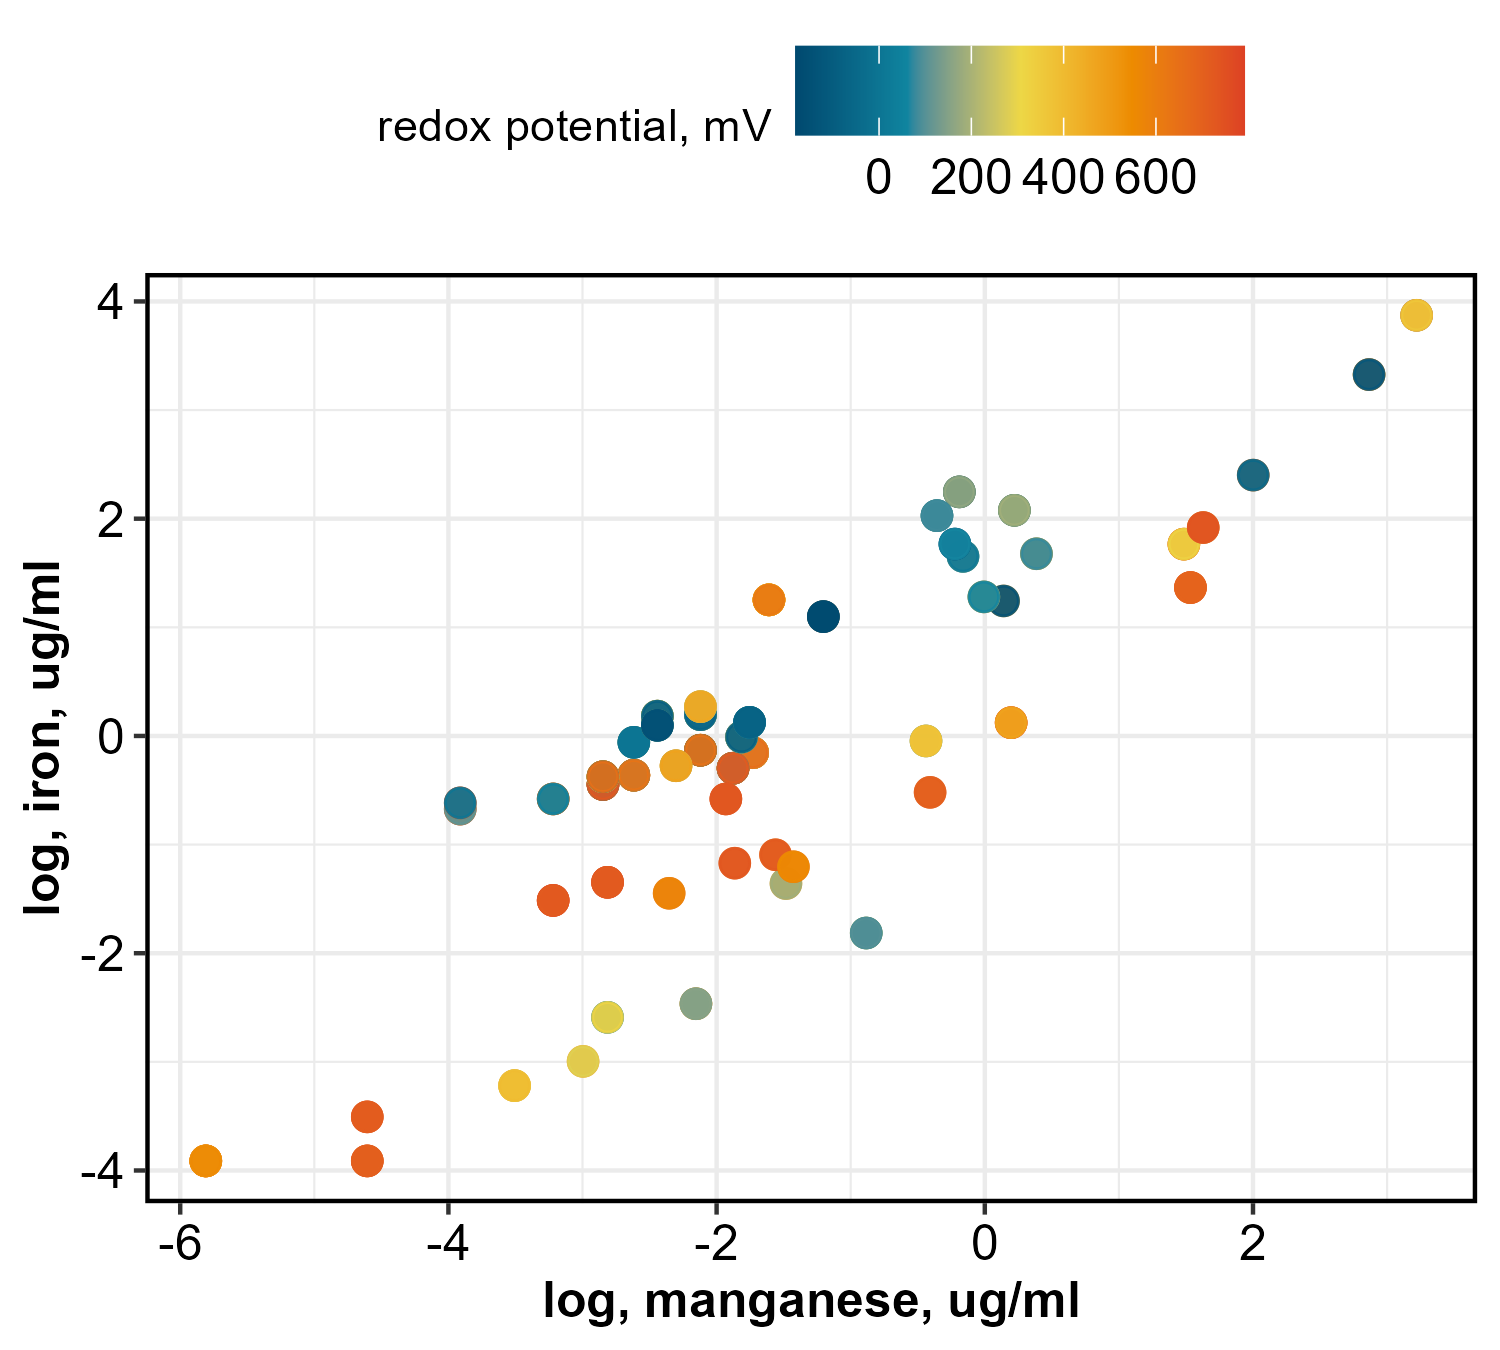 redox potential, mV
0 200 400 600
log, iron, ug/ml
4
2
0
-2
-4
-6 -4 -2 0 2
log, manganese, ug/ml